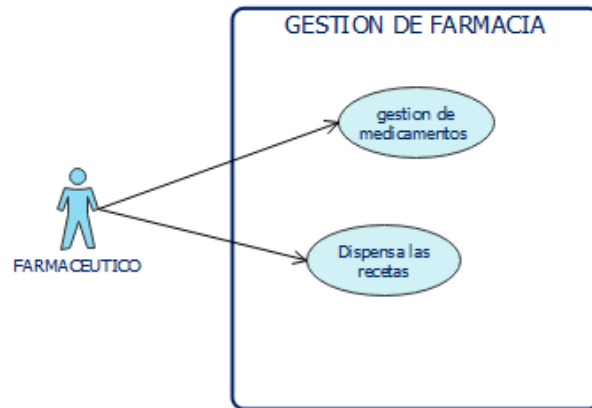 GESTION DE FARMACIA
gestion de
medicamentos
Dispensa las
recetas
FARMACEUTICO